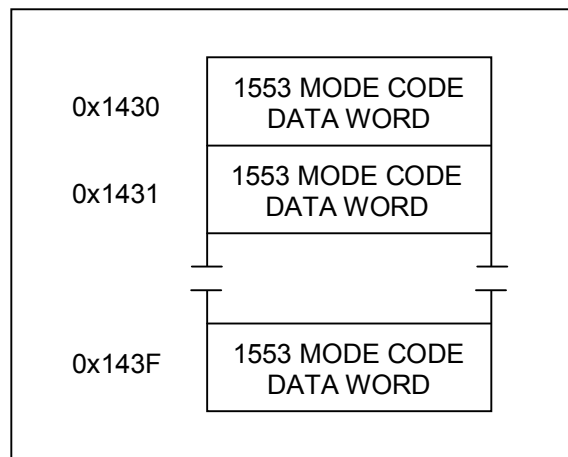 0x1430
1553 MODE CODE
DATA WORD
0x1431
1553 MODE CODE
DATA WORD
0x143F
1553 MODE CODE
DATA WORD